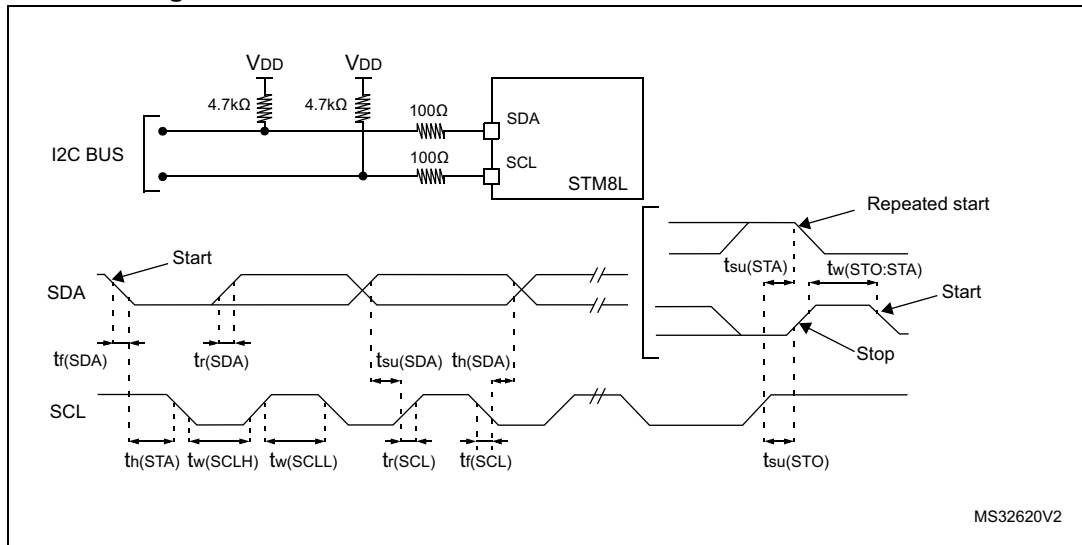 VDD VDD
4.7kΩ 4.7kΩ 100Ω
SDA
I2C BUS
100Ω
SCL
STM8L
Repeated start
Start
tsu(STA) tw(STO:STA)
SDA
Start
Stop
tf(SDA) tr(SDA) tsu(SDA) th(SDA)
SCL
th(STA) tw(SCLH) tw(SCLL) tr(SCL) tf(SCL) tsu(STO)
MS32620V2